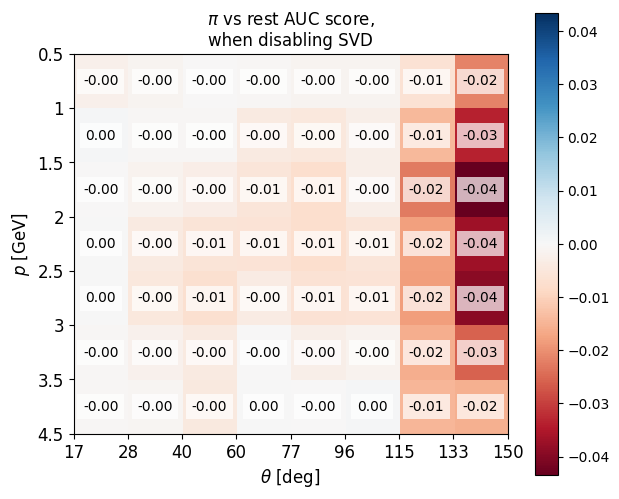 π vs rest AUC score,
when disabling SVD
0.5
-0.00 -0.00 -0.00 -0.00 -0.00 -0.00 -0.01 -0.02
1
0.00 -0.00 -0.00 -0.00 -0.00 -0.00 -0.01 -0.03
1.5
-0.00 -0.00 -0.00 -0.01 -0.01 -0.00 -0.02 -0.04
2
0.00 -0.00 -0.01 -0.01 -0.01 -0.01 -0.02 -0.04
2.5
0.00 -0.00 -0.01 -0.00 -0.01 -0.01 -0.02 -0.04
3
-0.00 -0.00 -0.00 -0.00 -0.00 -0.00 -0.02 -0.03
3.5
-0.00 -0.00 -0.00 0.00 -0.00 0.00 -0.01 -0.02
4.5
p [GeV]
17 28 40 60 77 96 115 133 150
θ [deg]
0.04
0.03
0.02
0.01
0.00
−0.01
−0.02
−0.03
−0.04